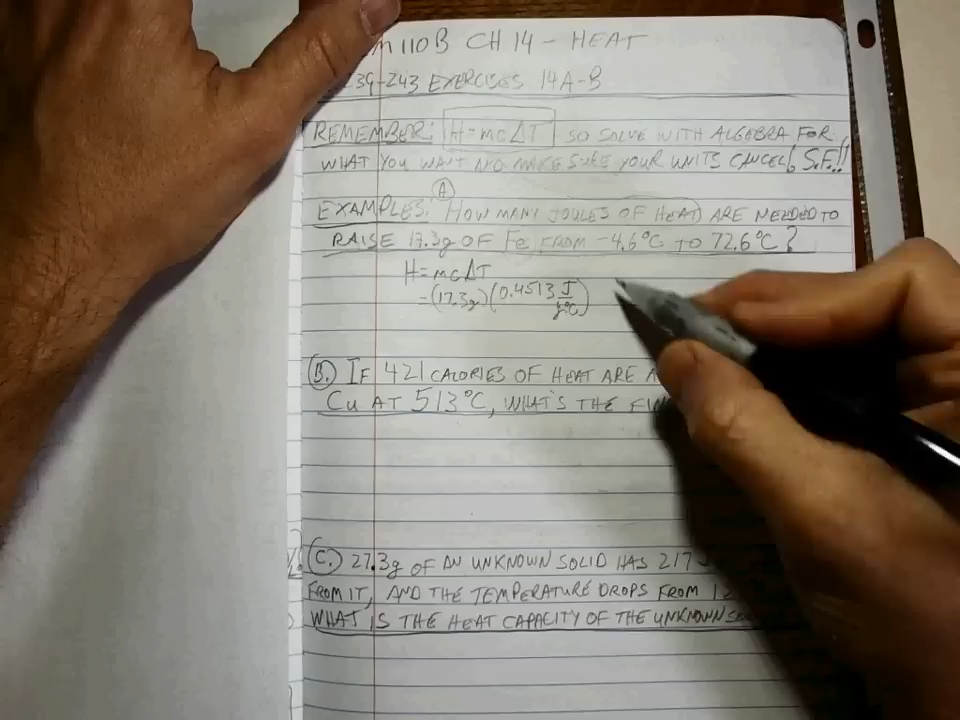 110B CH 14 - HEAT
39-243 EXERCISES 14A-B
REMEMBER: H = mcΔT SO SOLVE WITH ALGEBRA FOR
WHAT YOU WANT AND MAKE SURE YOUR UNITS CANCEL! S.F.!!
EXAMPLES: (A) HOW MANY JOULES OF HEAT ARE NEEDED TO
RAISE 17.3g OF Fe FROM -4.6°C TO 72.6°C?
H = mcΔT
= (17.3g)(0.4513 J/g°C)
(B.) IF 421 CALORIES OF HEAT ARE
Cu AT 513°C, WHAT'S THE
(C.) 27.3g OF AN UNKNOWN SOLID HAS 217
FROM IT, AND THE TEMPERATURE DROPS FROM
WHAT IS THE HEAT CAPACITY OF THE UNKNOWN